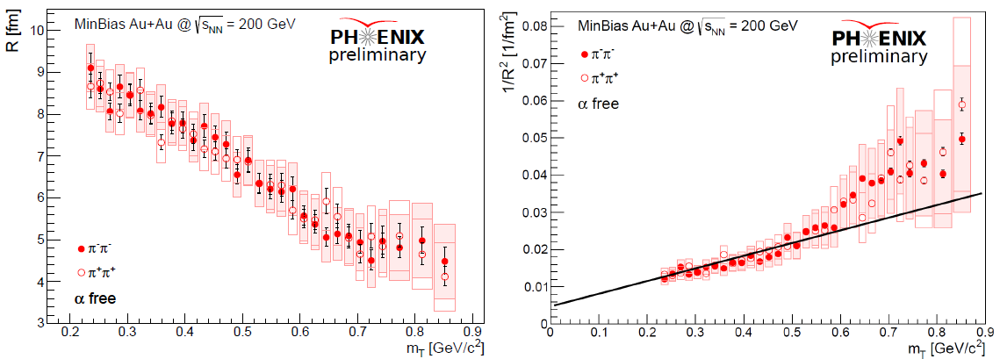 MinBias Au+Au @ √sNN = 200 GeV
PHENIX
preliminary
R [fm]
10
9
8
7
6
5
4
3
π⁻π⁻
π⁺π⁺
α free
0.2 0.3 0.4 0.5 0.6 0.7 0.8 0.9
mT [GeV/c²]
MinBias Au+Au @ √sNN = 200 GeV
PHENIX
preliminary
1/R² [1/fm²]
0.08
0.06
0.05
0.04
0.03
0.02
0.01
π⁻π⁻
π⁺π⁺
α free
0 0.1 0.2 0.3 0.4 0.5 0.6 0.7 0.8 0.9
mT [GeV/c²]